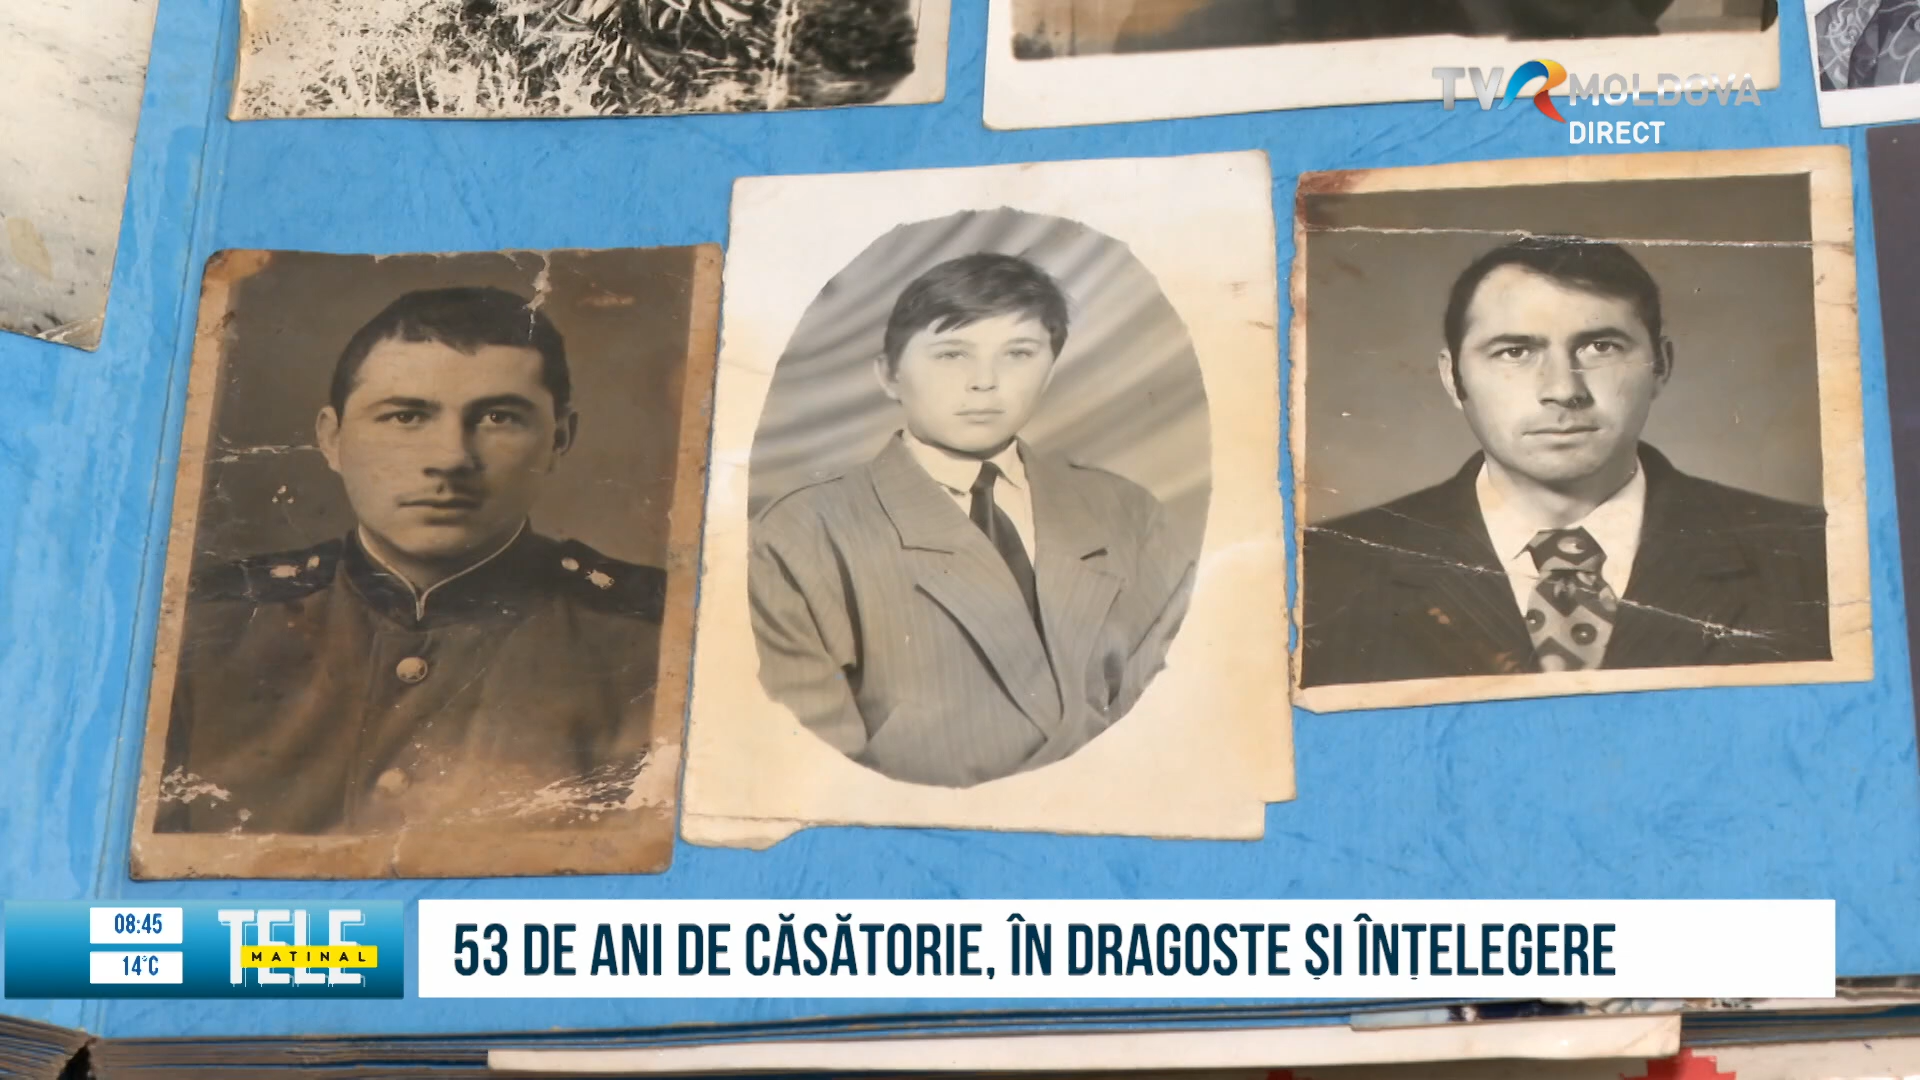 TVR MOLDOVA
DIRECT
08:45
14°C
TELE
MATINAL
53 DE ANI DE CĂSĂTORIE, ÎN DRAGOSTE ȘI ÎNȚELEGERE